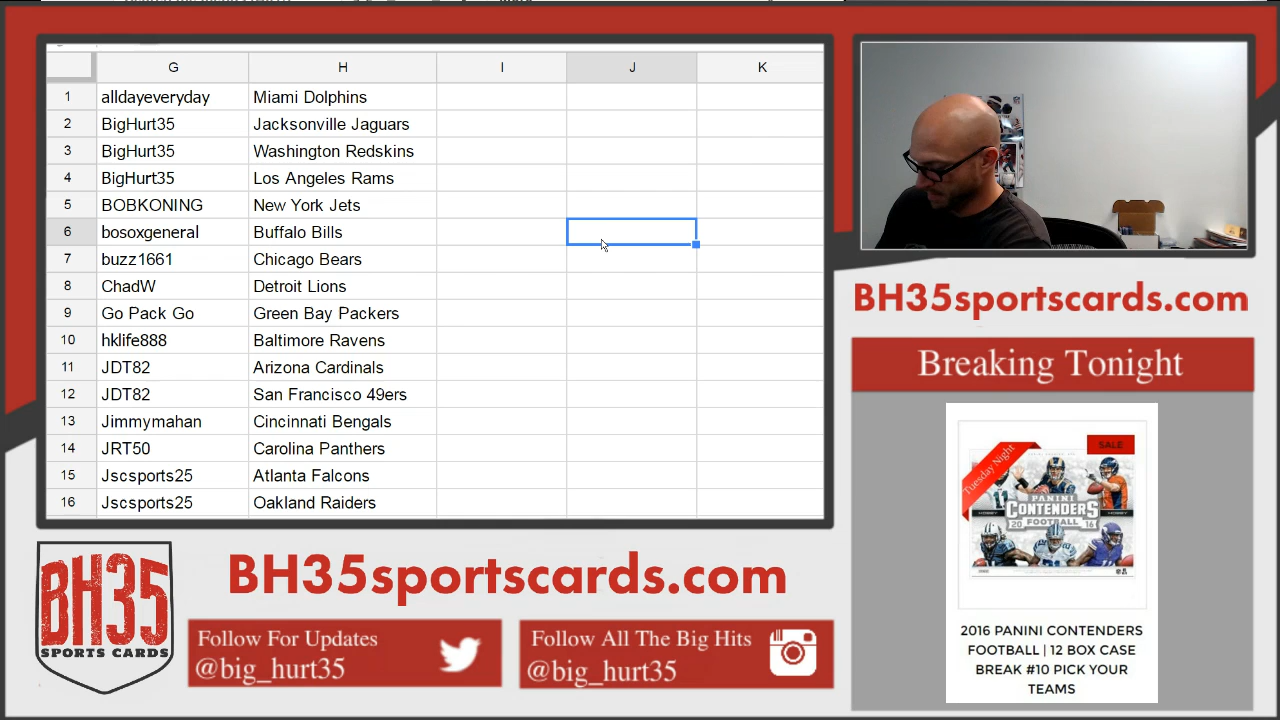 G H I J K
1 alldayeveryday Miami Dolphins
2 BigHurt35 Jacksonville Jaguars
3 BigHurt35 Washington Redskins
4 BigHurt35 Los Angeles Rams
5 BOBKONING New York Jets
6 bosoxgeneral Buffalo Bills
7 buzz1661 Chicago Bears
8 ChadW Detroit Lions
9 Go Pack Go Green Bay Packers
10 hklife888 Baltimore Ravens
11 JDT82 Arizona Cardinals
12 JDT82 San Francisco 49ers
13 Jimmymahan Cincinnati Bengals
14 JRT50 Carolina Panthers
15 Jscsports25 Atlanta Falcons
16 Jscsports25 Oakland Raiders
BH35sportscards.com
Breaking Tonight
SALE
Tuesday Night
PANINI
CONTENDERS
20 FOOTBALL 16
2016 PANINI CONTENDERS
FOOTBALL | 12 BOX CASE
BREAK #10 PICK YOUR
TEAMS
BH35
SPORTS CARDS
BH35sportscards.com
Follow For Updates
@big_hurt35
Follow All The Big Hits
@big_hurt35